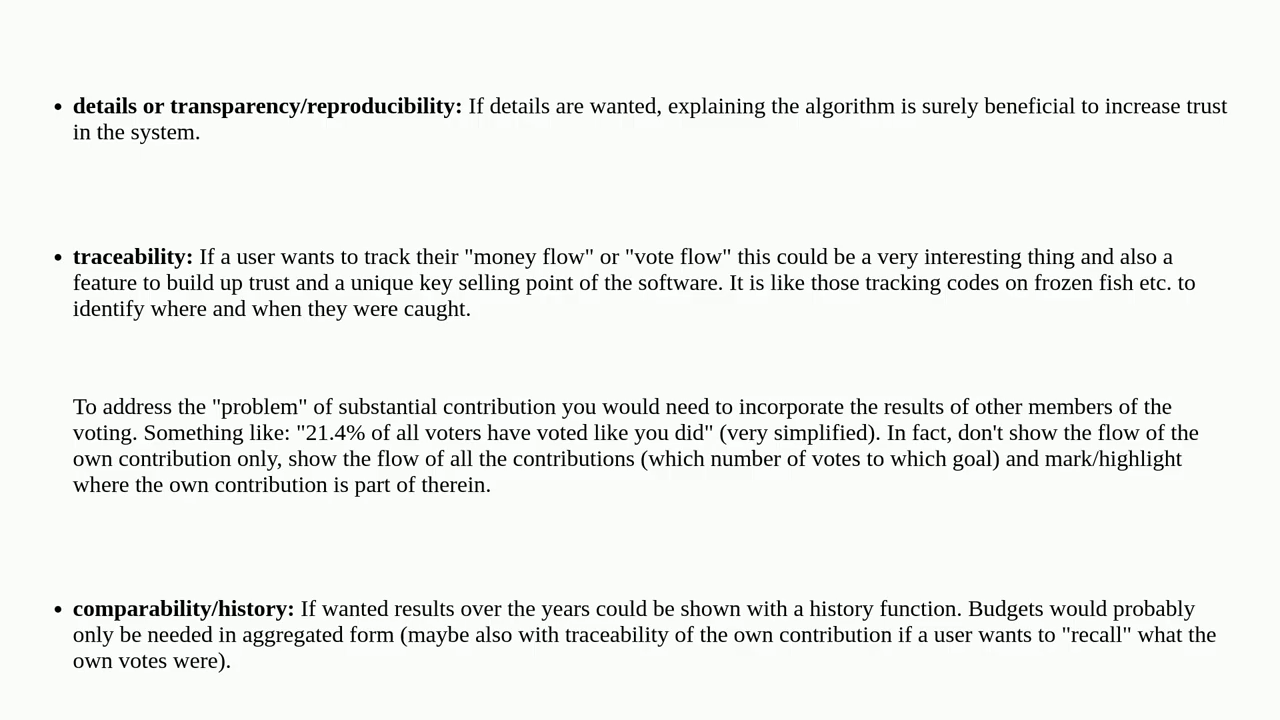 • details or transparency/reproducibility: If details are wanted, explaining the algorithm is surely beneficial to increase trust
in the system.
• traceability: If a user wants to track their "money flow" or "vote flow" this could be a very interesting thing and also a
feature to build up trust and a unique key selling point of the software. It is like those tracking codes on frozen fish etc. to
identify where and when they were caught.
To address the "problem" of substantial contribution you would need to incorporate the results of other members of the
voting. Something like: "21.4% of all voters have voted like you did" (very simplified). In fact, don't show the flow of the
own contribution only, show the flow of all the contributions (which number of votes to which goal) and mark/highlight
where the own contribution is part of therein.
• comparability/history: If wanted results over the years could be shown with a history function. Budgets would probably
only be needed in aggregated form (maybe also with traceability of the own contribution if a user wants to "recall" what the
own votes were).